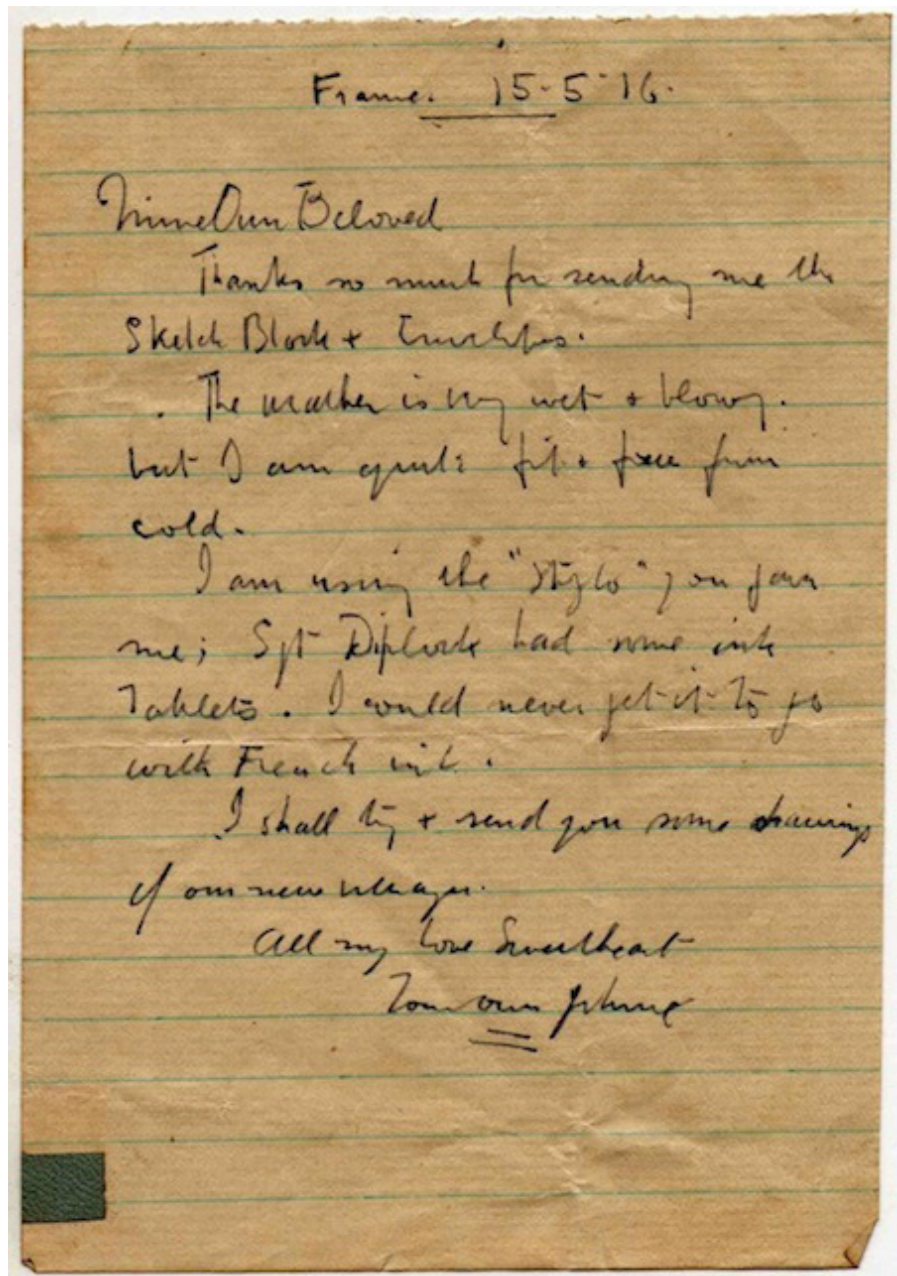 France. 15-5-16.
Mine Own Beloved
Thanks so much for sending me the
Sketch Block + Envelopes.
. The weather is very wet + blowy.
but I am quite fit + free from
cold.
I am using the "Stylo" you gave
me; Sgt Diplock had some ink
Tablets. I could never get it to go
with French ink.
I shall try + send you some drawings
of our new villages.
All my love Sweetheart
Your own